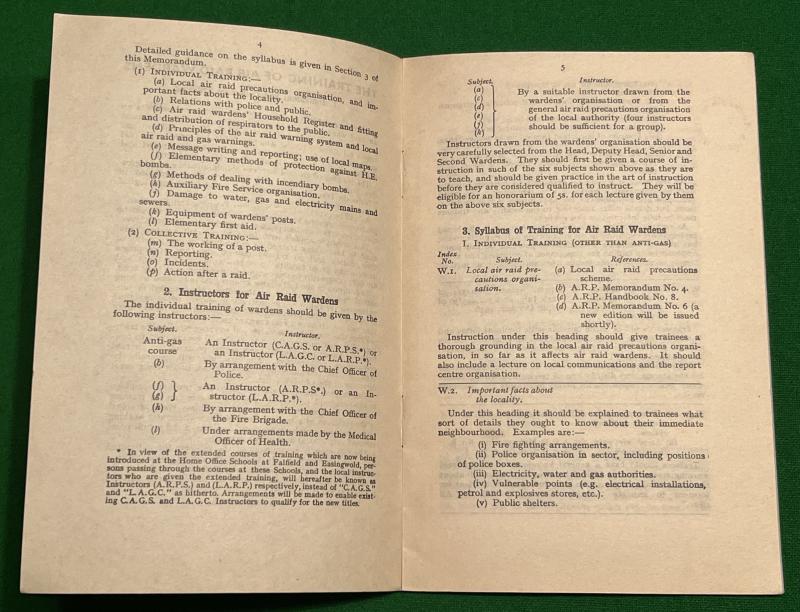 4
Detailed guidance on the syllabus is given in Section 3 of
this Memorandum.
(1) INDIVIDUAL TRAINING:—
(a) Local air raid precautions organisation, and im-
portant facts about the locality.
(b) Relations with police and public.
(c) Air raid wardens' Household Register and fitting
and distribution of respirators to the public.
(d) Principles of the air raid warning system and local
air raid and gas warnings.
(e) Message writing and reporting; use of local maps.
(f) Elementary methods of protection against H.E.
bombs.
(g) Methods of dealing with incendiary bombs.
(h) Auxiliary Fire Service organisation.
(j) Damage to water, gas and electricity mains and
sewers.
(k) Equipment of wardens' posts.
(l) Elementary first aid.
(2) COLLECTIVE TRAINING:—
(m) The working of a post.
(n) Reporting.
(o) Incidents.
(p) Action after a raid.
2. Instructors for Air Raid Wardens
The individual training of wardens should be given by the
following instructors:—
Subject. Instructor.
Anti-gas An Instructor (C.A.G.S. or A.R.P.S.*) or
course an Instructor (L.A.G.C. or L.A.R.P.*).
(b) By arrangement with the Chief Officer of
Police.
(f) An Instructor (A.R.P.S*.) or an In-
(g) structor (L.A.R.P.*).
(h) By arrangement with the Chief Officer of
the Fire Brigade.
(l) Under arrangements made by the Medical
Officer of Health.
* In view of the extended courses of training which are now being
introduced at the Home Office Schools at Falfield and Easingwold, per-
sons passing through the courses at these Schools, and the local instruc-
tors who are given the extended training, will hereafter be known as
Instructors (A.R.P.S.) and (L.A.R.P.) respectively, instead of "C.A.G.S."
and "L.A.G.C." as hitherto. Arrangements will be made to enable exist-
ing C.A.G.S. and L.A.G.C. Instructors to qualify for the new titles.
5
Subject. Instructor.
(a) By a suitable instructor drawn from the
(c) wardens' organisation or from the
(d) general air raid precautions organisation
(e) of the local authority (four instructors
(j) should be sufficient for a group).
(k)
Instructors drawn from the wardens' organisation should be
very carefully selected from the Head, Deputy Head, Senior and
Second Wardens. They should first be given a course of in-
struction in such of the six subjects shown above as they are
to teach, and should be given practice in the art of instruction
before they are considered qualified to instruct. They will be
eligible for an honorarium of 5s. for each lecture given by them
on the above six subjects.
3. Syllabus of Training for Air Raid Wardens
1. INDIVIDUAL TRAINING (OTHER THAN ANTI-GAS)
Index
No. Subject. References.
W.1. Local air raid pre- (a) Local air raid precautions
cautions organi- scheme.
sation. (b) A.R.P. Memorandum No. 4.
(c) A.R.P. Handbook No. 8.
(d) A.R.P. Memorandum No. 6 (a
new edition will be issued
shortly).
Instruction under this heading should give trainees a
thorough grounding in the local air raid precautions organi-
sation, in so far as it affects air raid wardens. It should
also include a lecture on local communications and the report
centre organisation.
W.2. Important facts about
the locality.
Under this heading it should be explained to trainees what
sort of details they ought to know about their immediate
neighbourhood. Examples are:—
(i) Fire fighting arrangements.
(ii) Police organisation in sector, including positions
of police boxes.
(iii) Electricity, water and gas authorities.
(iv) Vulnerable points (e.g. electrical installations,
petrol and explosives stores, etc.).
(v) Public shelters.